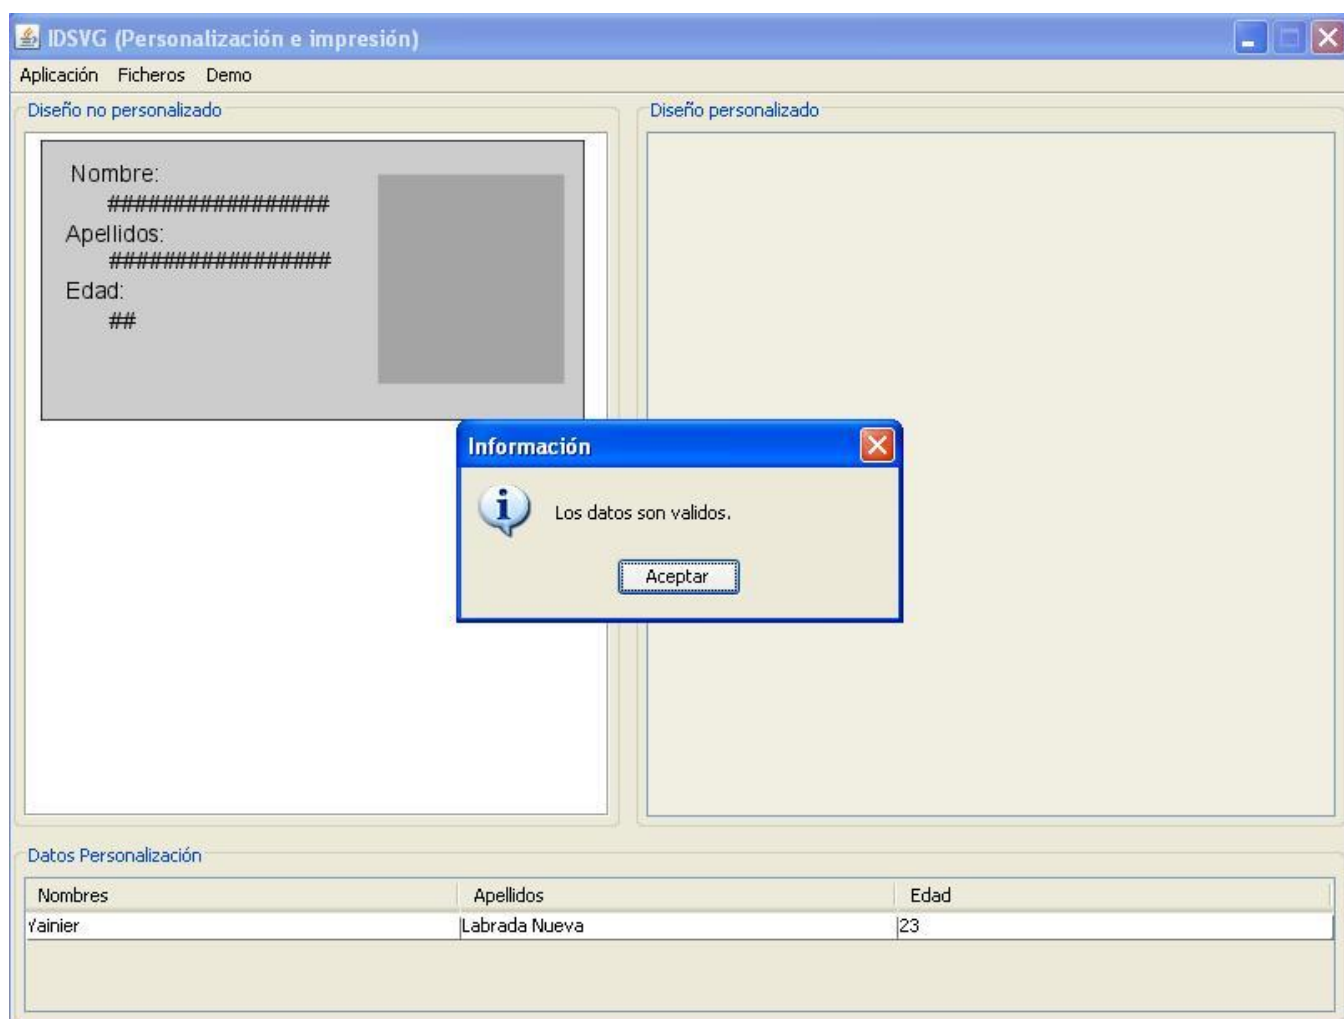 IDSVG (Personalización e impresión)
Aplicación Ficheros Demo
Diseño no personalizado
Diseño personalizado
Nombre:
#################
Apellidos:
#################
Edad:
##
Información
Los datos son validos.
Aceptar
Datos Personalización
Nombres Apellidos Edad
Yainier Labrada Nueva 23